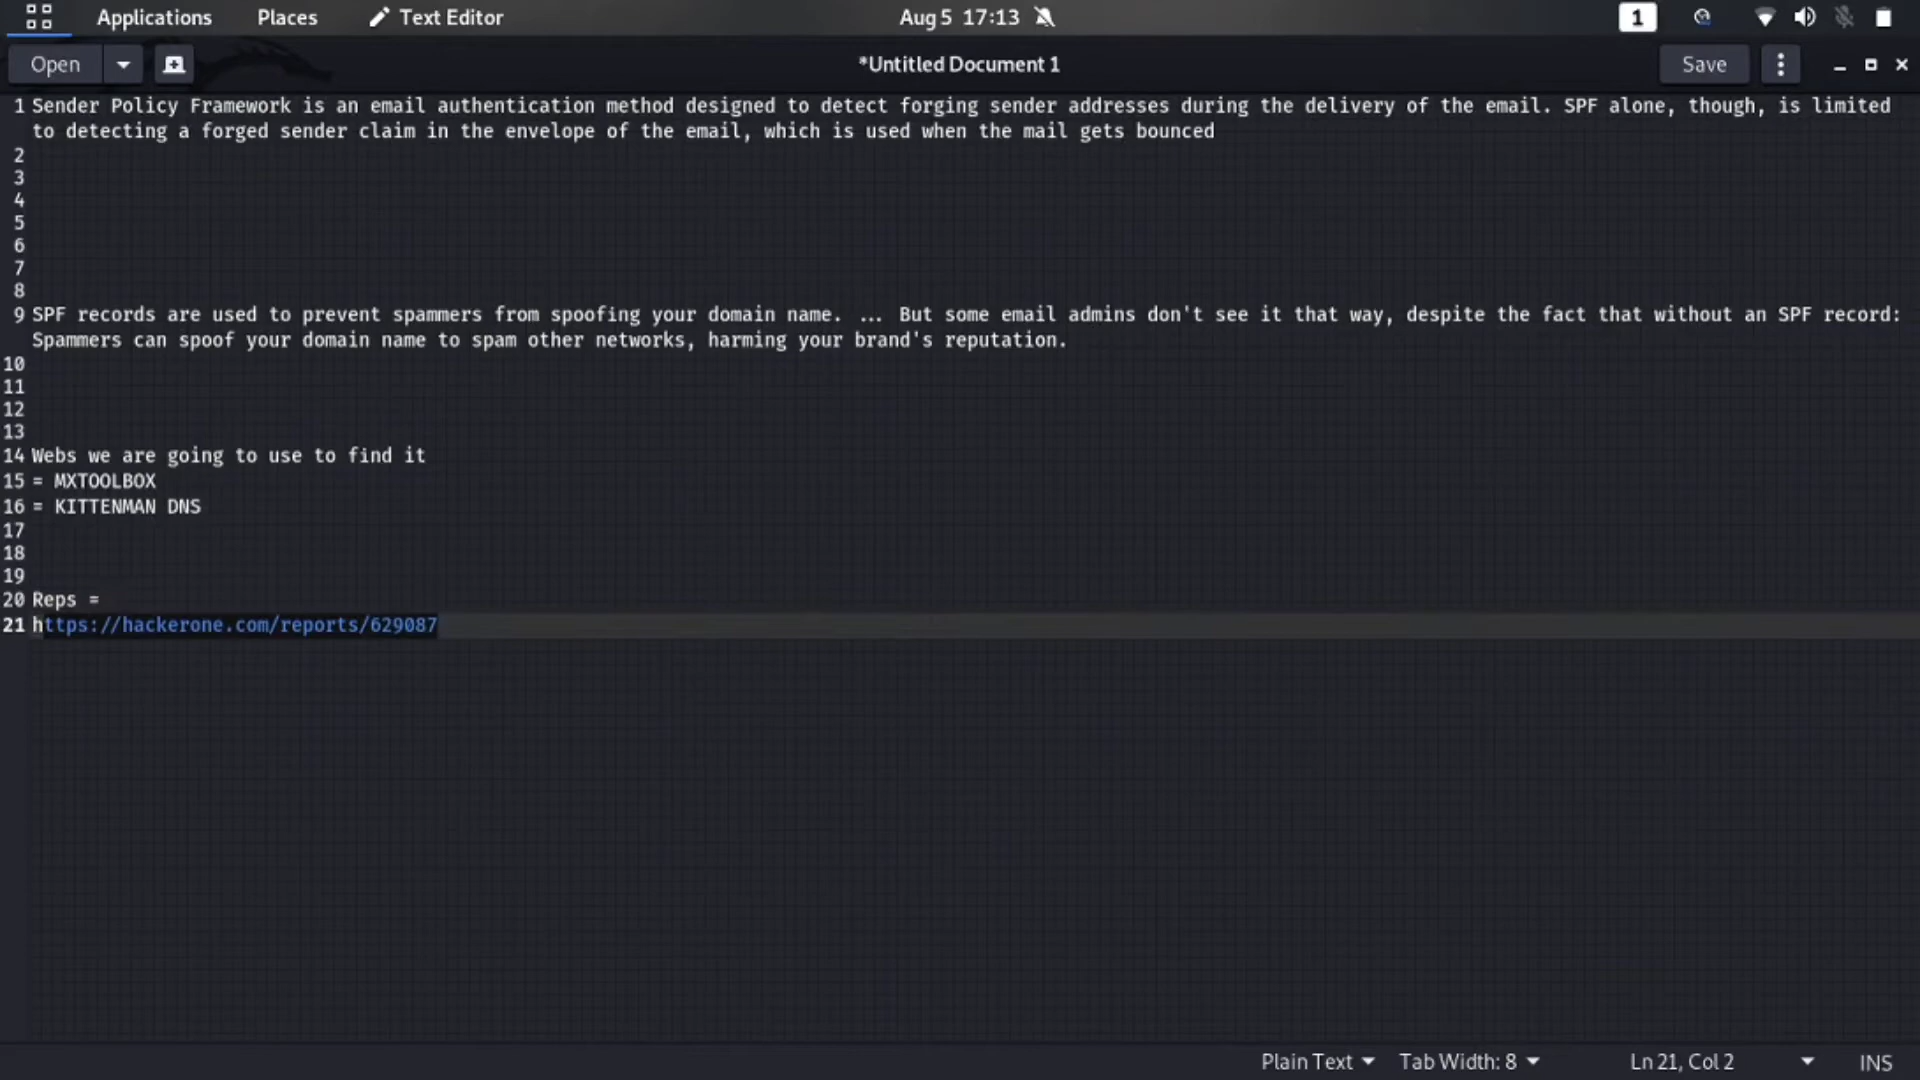 Applications Places Text Editor Aug 5 17:13 1
Open *Untitled Document 1 Save
1 Sender Policy Framework is an email authentication method designed to detect forging sender addresses during the delivery of the email. SPF alone, though, is limited
to detecting a forged sender claim in the envelope of the email, which is used when the mail gets bounced
2
3
4
5
6
7
8
9 SPF records are used to prevent spammers from spoofing your domain name. ... But some email admins don't see it that way, despite the fact that without an SPF record:
Spammers can spoof your domain name to spam other networks, harming your brand's reputation.
10
11
12
13
14 Webs we are going to use to find it
15 = MXTOOLBOX
16 = KITTENMAN DNS
17
18
19
20 Reps =
21 https://hackerone.com/reports/629087
Plain Text Tab Width: 8 Ln 21, Col 2 INS